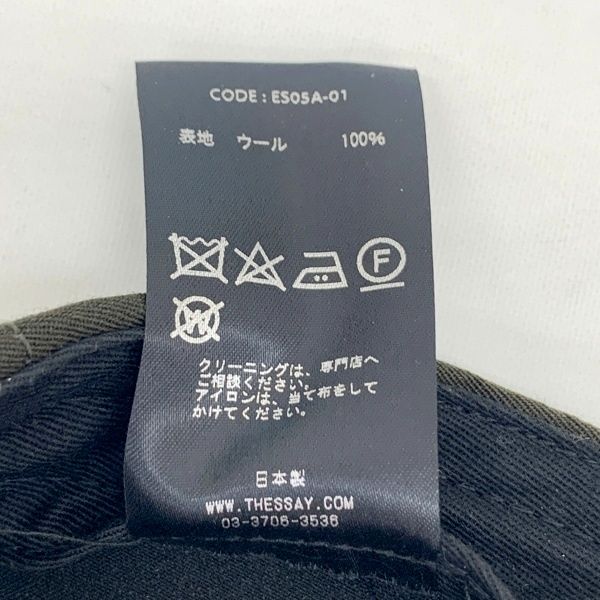 CODE : ES05A-01
表地 ウール 100%
F
W
クリーニングは、専門店へ
ご相談ください。
アイロンは、当て布をして
かけてください。
日本製
WWW.THESSAY.COM
03-3706-3536